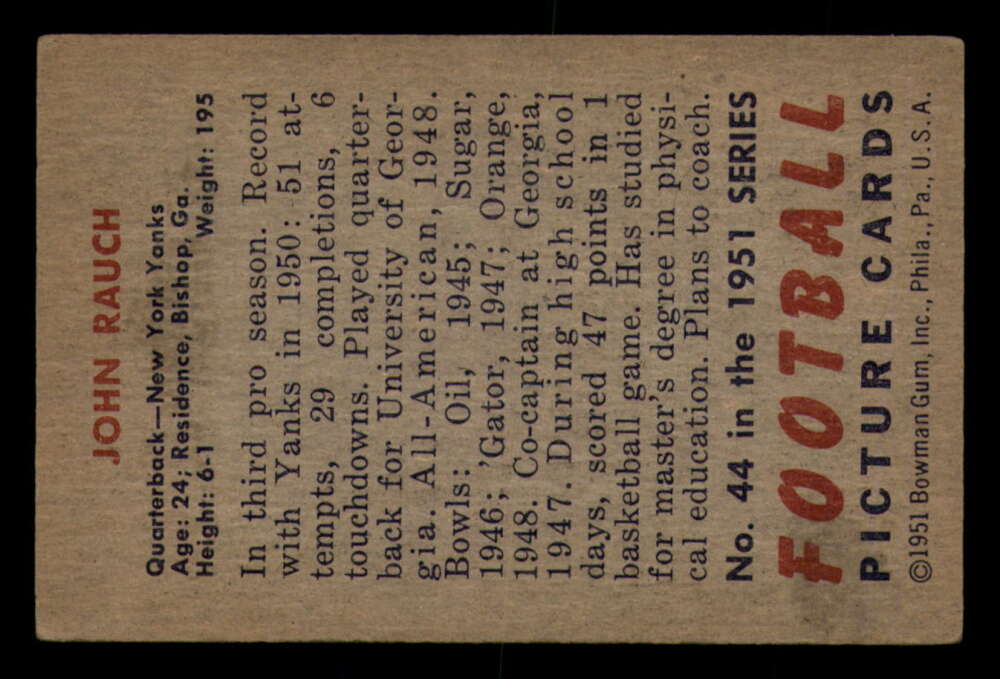 JOHN RAUCH
Quarterback—New York Yanks
Age: 24; Residence, Bishop, Ga.
Height: 6-1 Weight: 195
In third pro season. Record
with Yanks in 1950: 51 at-
tempts, 29 completions, 6
touchdowns. Played quarter-
back for University of Geor-
gia. All-American, 1948.
Bowls: Oil, 1945; Sugar,
1946; 'Gator, 1947; Orange,
1948. Co-captain at Georgia,
1947. During high school
days, scored 47 points in 1
basketball game. Has studied
for master's degree in physi-
cal education. Plans to coach.
No. 44 in the 1951 SERIES
FOOTBALL
PICTURE CARDS
©1951 Bowman Gum, Inc., Phila., Pa., U.S.A.